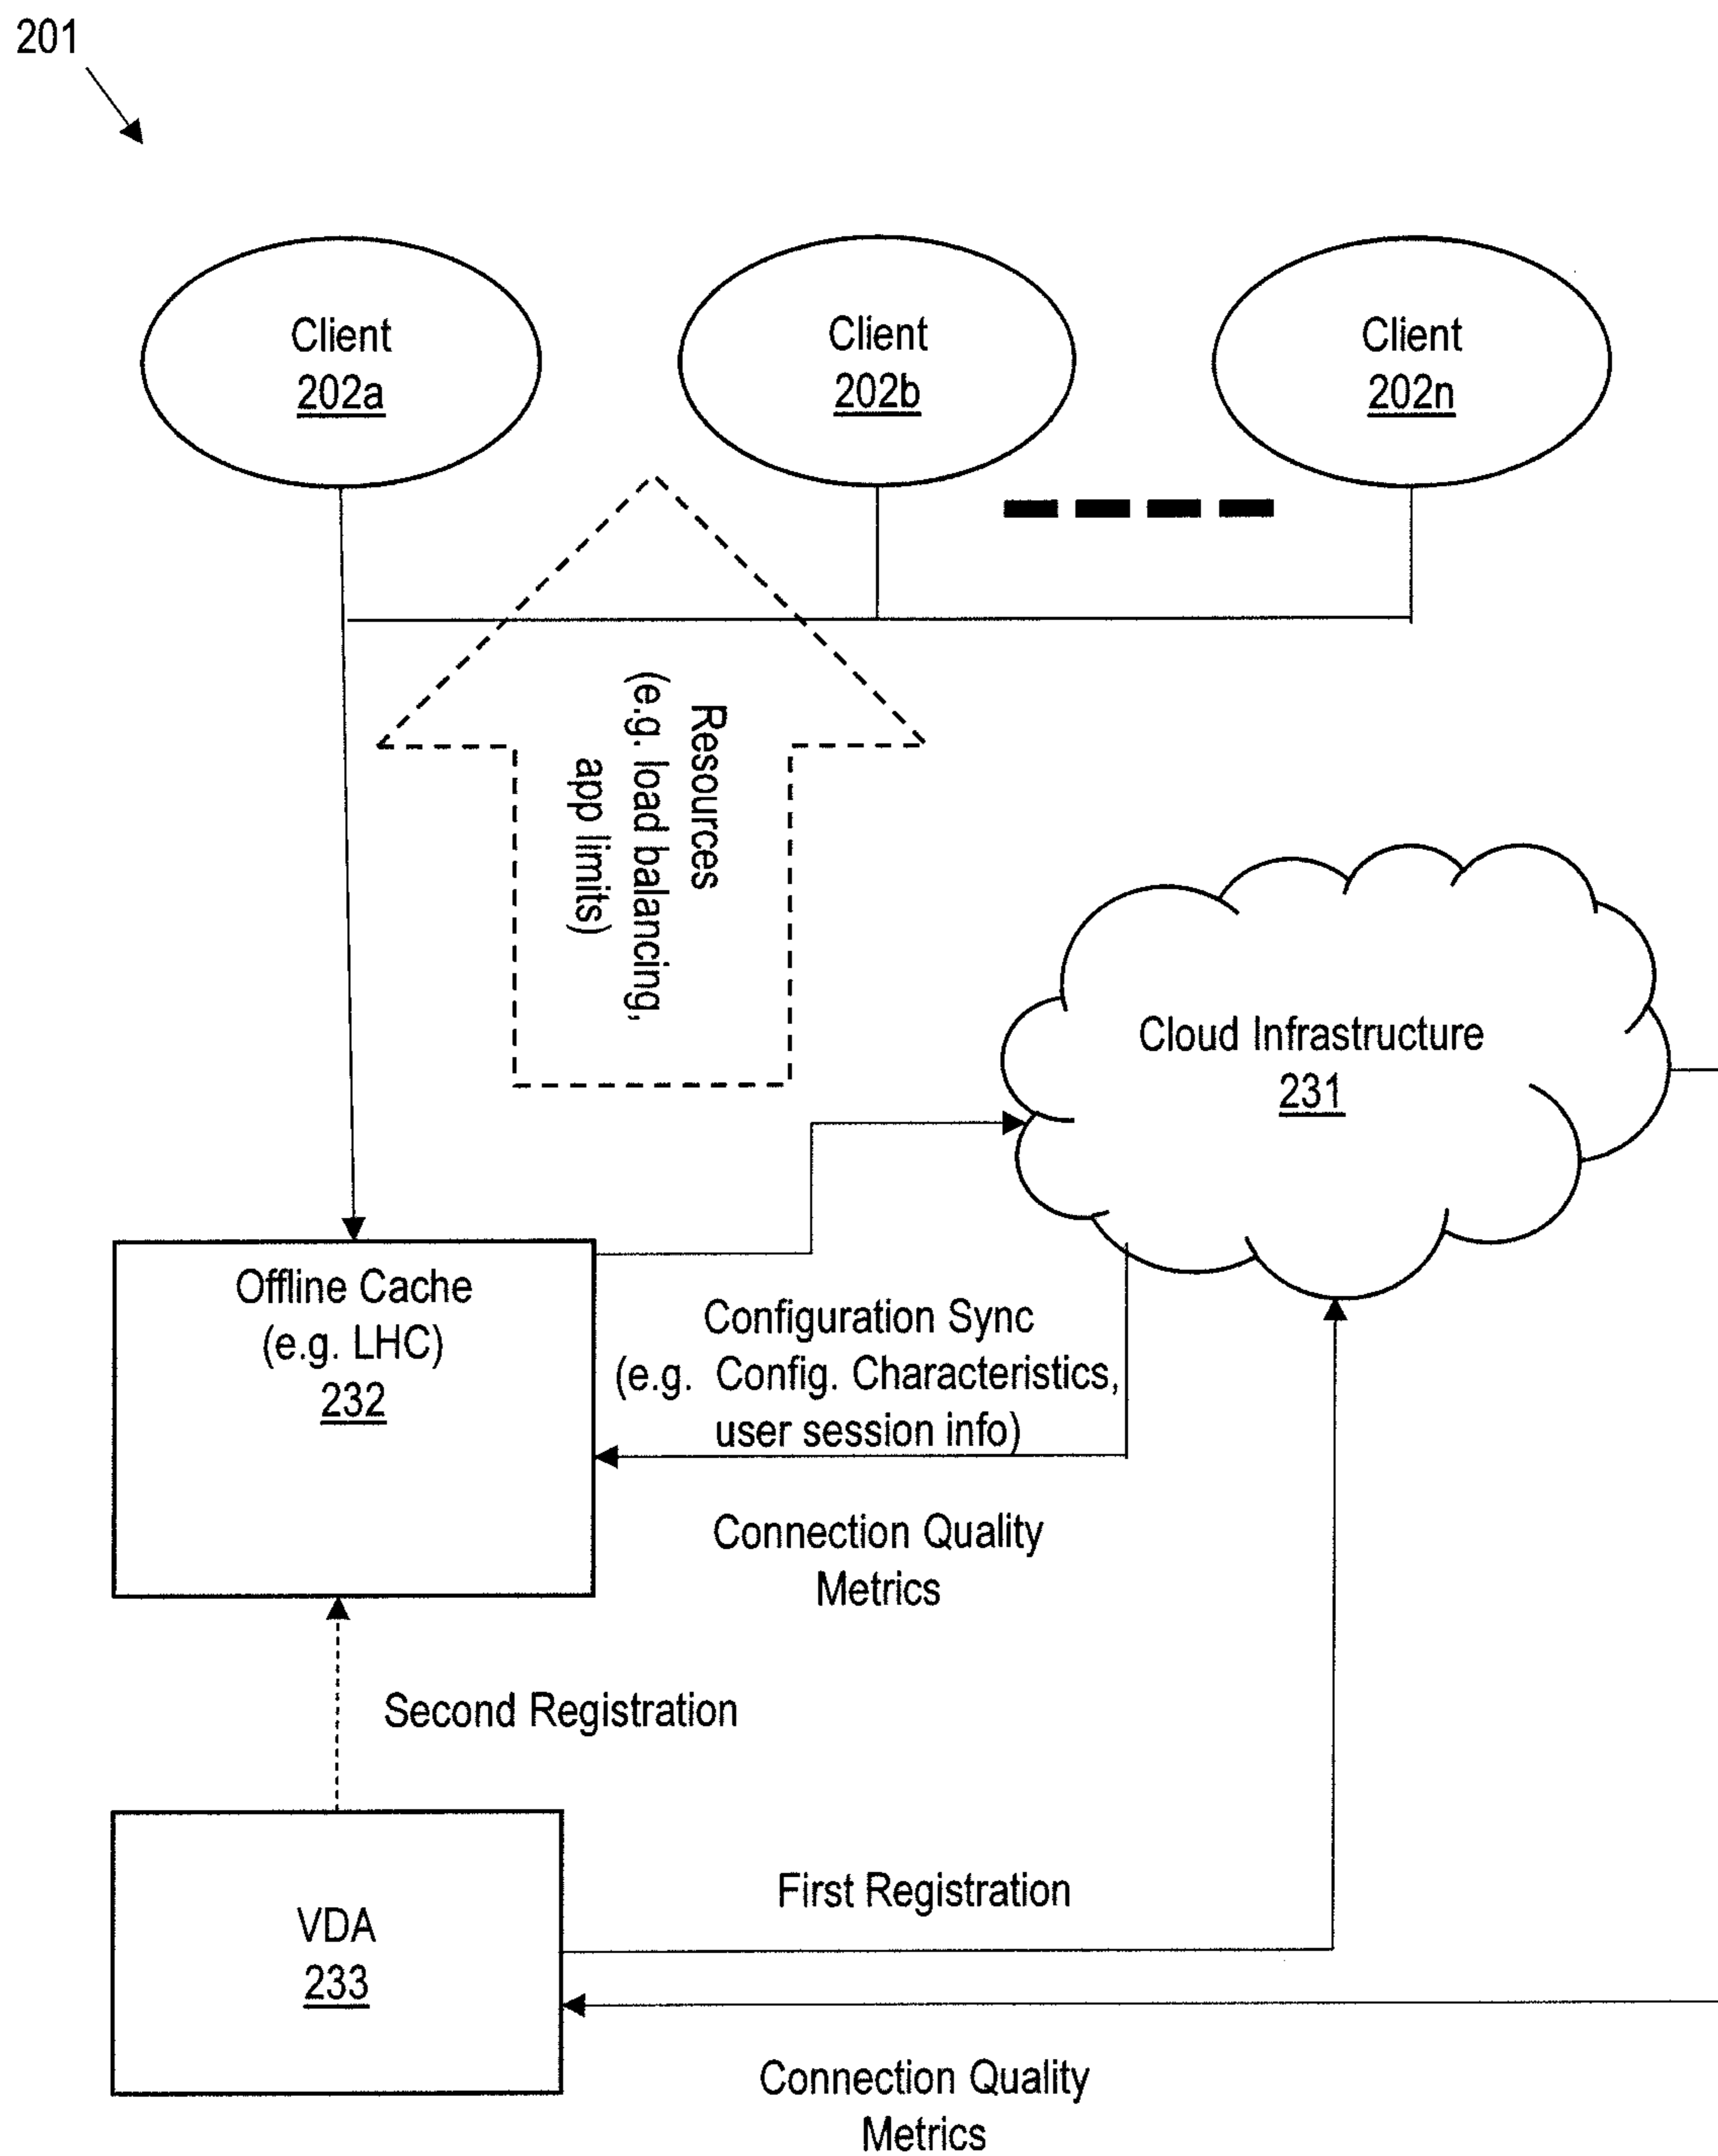 201
Client
202a
Client
202b
Client
202n
Resources
(e.g. load balancing,
app limits)
Cloud Infrastructure
231
Offline Cache
(e.g. LHC)
232
Configuration Sync
(e.g. Config. Characteristics,
user session info)
Connection Quality
Metrics
Second Registration
First Registration
VDA
233
Connection Quality
Metrics